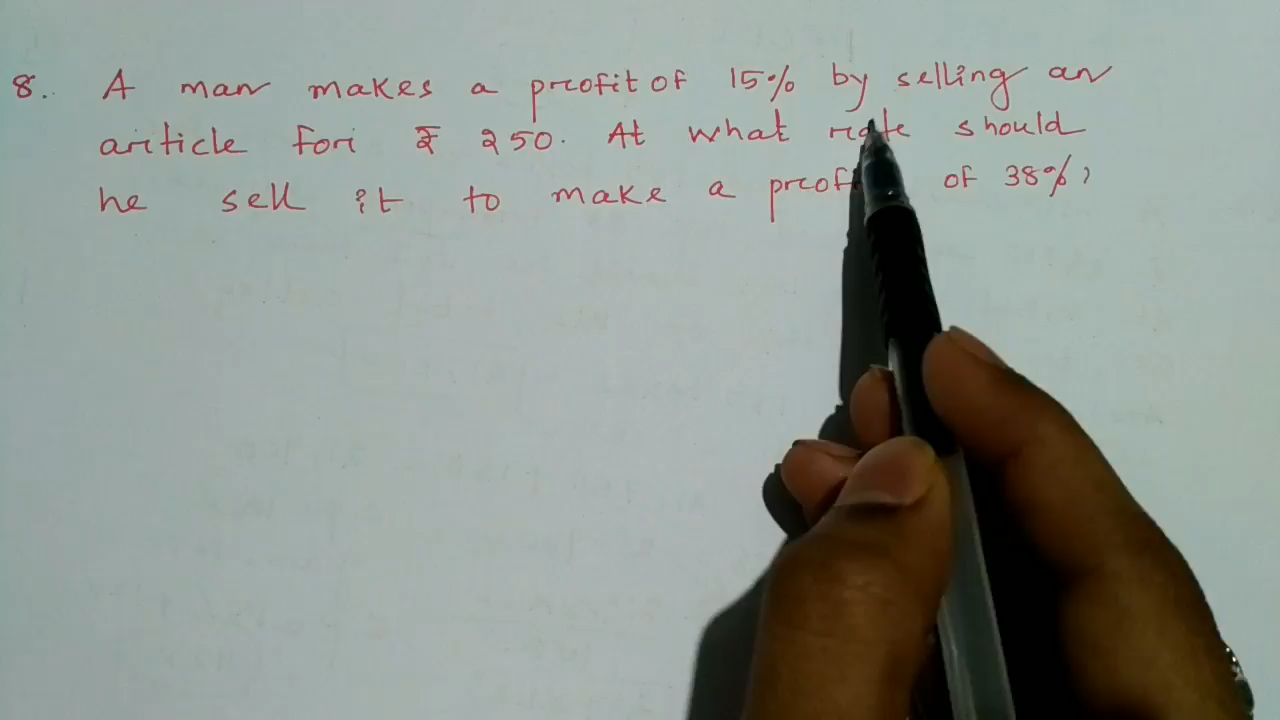 8. A man makes a profit of 15% by selling an
article for ₹ 250. At what rate should
he sell it to make a profit of 38%?